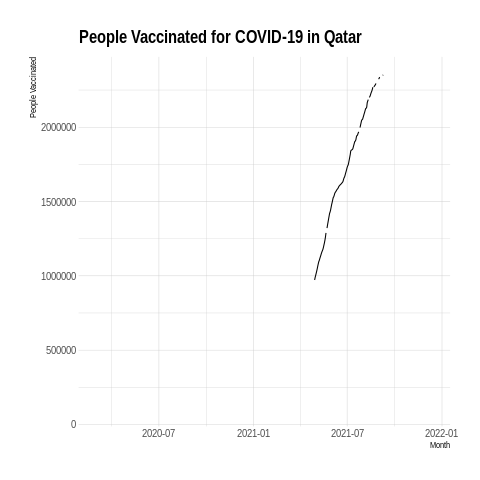 People Vaccinated for COVID-19 in Qatar
People Vaccinated
2000000
1500000
1000000
500000
0
2020-07 2021-01 2021-07 2022-01
Month